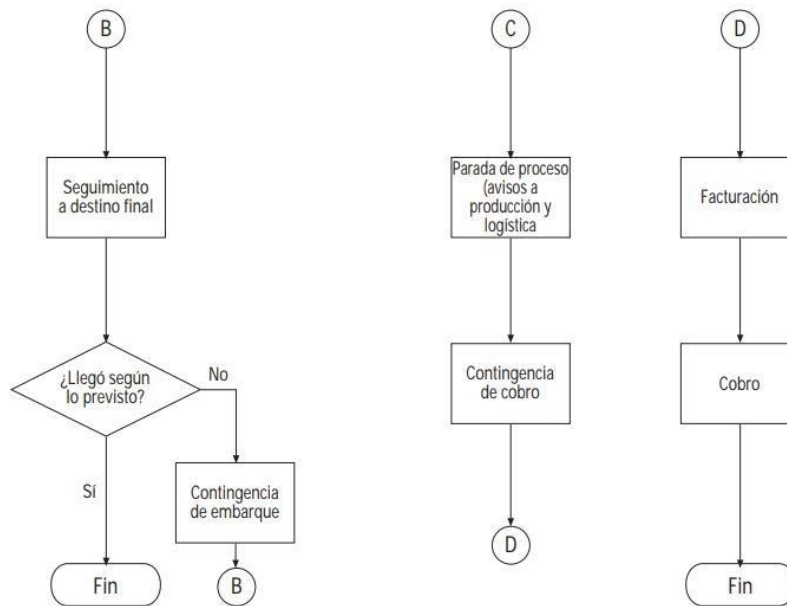 B
Seguimiento
a destino final
¿Llegó según
lo previsto?
No
Sí
Contingencia
de embarque
Fin
B
C
Parada de proceso
(avisos a
producción y
logística
Contingencia
de cobro
D
D
Facturación
Cobro
Fin